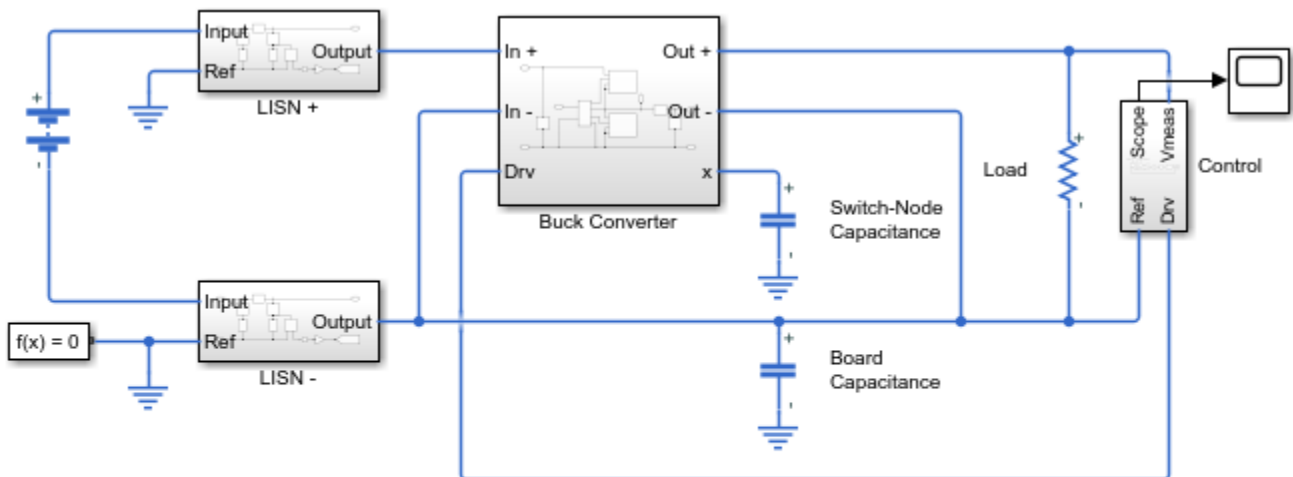 Input
Output
Ref
LISN +
+
-
In +
In -
Drv
Out +
Out -
x
Buck Converter
+
-
Switch-Node
Capacitance
Load
+
-
Scope
Vmeas
Ref
Drv
Control
Input
Output
Ref
LISN -
f(x) = 0
+
-
Board
Capacitance